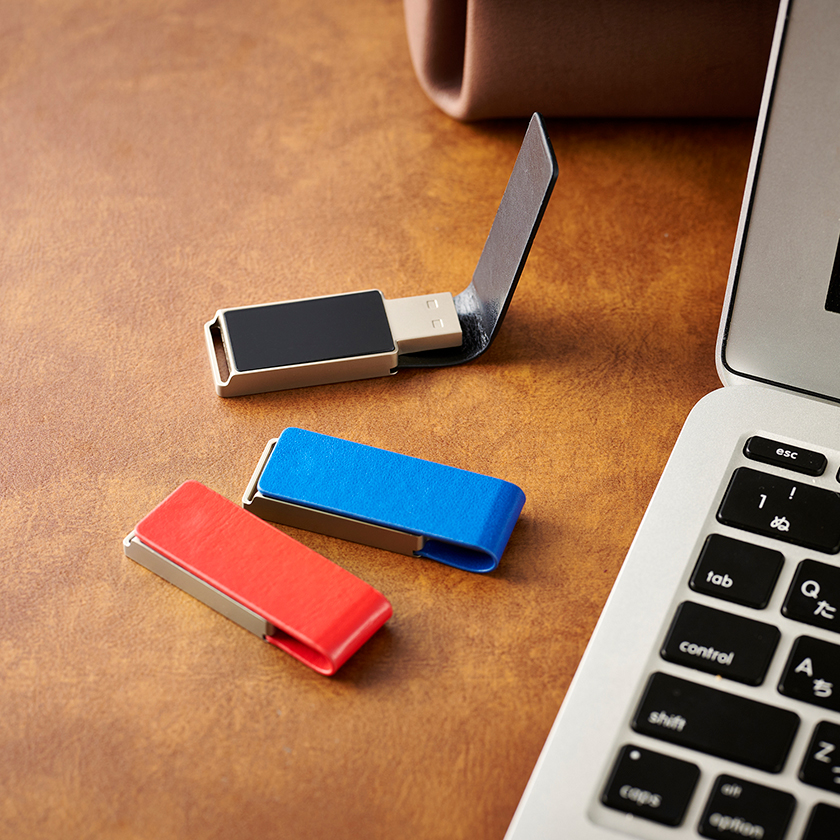 esc
!
1
ぬ
tab
Q
た
control
A
ち
shift
Z
caps
alt
option